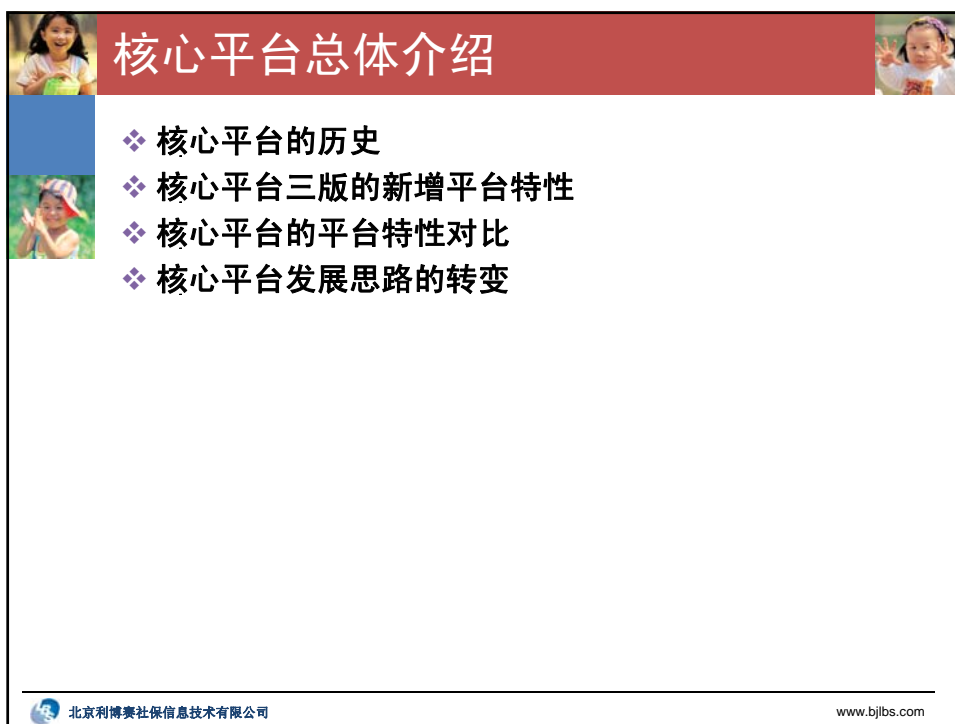 核心平台总体介绍
核心平台的历史
核心平台三版的新增平台特性
核心平台的平台特性对比
核心平台发展思路的转变
LBS
北京利博赛社保信息技术有限公司
www.bjlbs.com